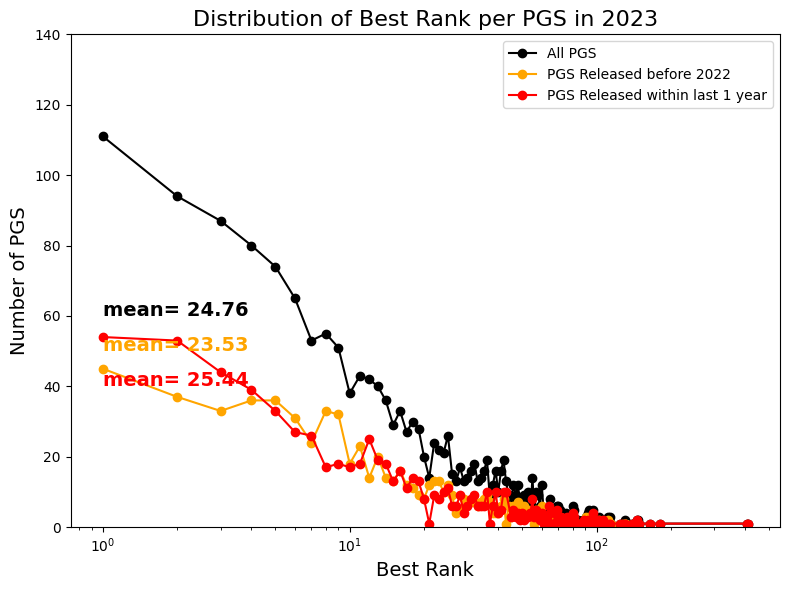 Distribution of Best Rank per PGS in 2023
All PGS
PGS Released before 2022
PGS Released within last 1 year
140
120
100
80
60
40
20
0
Number of PGS
mean= 24.76
mean= 23.53
mean= 25.44
10⁰
10¹
10²
Best Rank